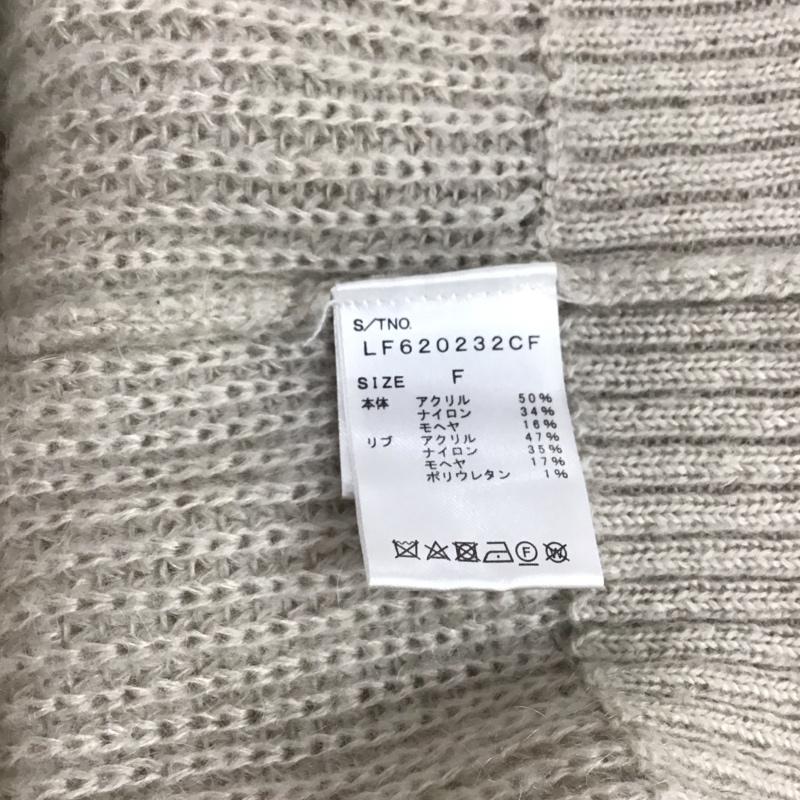 S/TNO.
LF620232CF
SIZE F
本体 アクリル 50%
ナイロン 34%
モヘヤ 16%
リブ アクリル 47%
ナイロン 35%
モヘヤ 17%
ポリウレタン 1%
F W